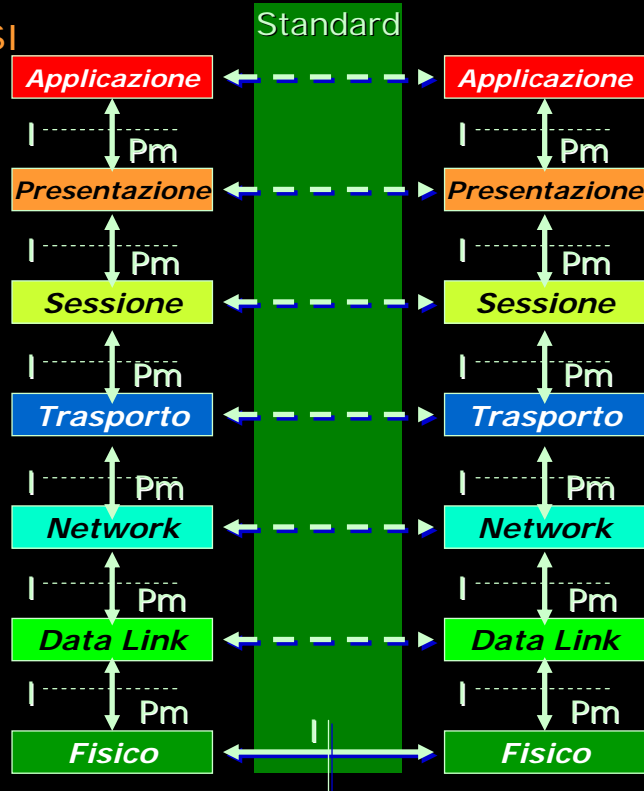 SI
Standard
Applicazione Applicazione
I Pm I Pm
Presentazione Presentazione
I Pm I Pm
Sessione Sessione
I Pm I Pm
Trasporto Trasporto
I Pm I Pm
Network Network
I Pm I Pm
Data Link Data Link
I Pm I Pm
I
Fisico Fisico